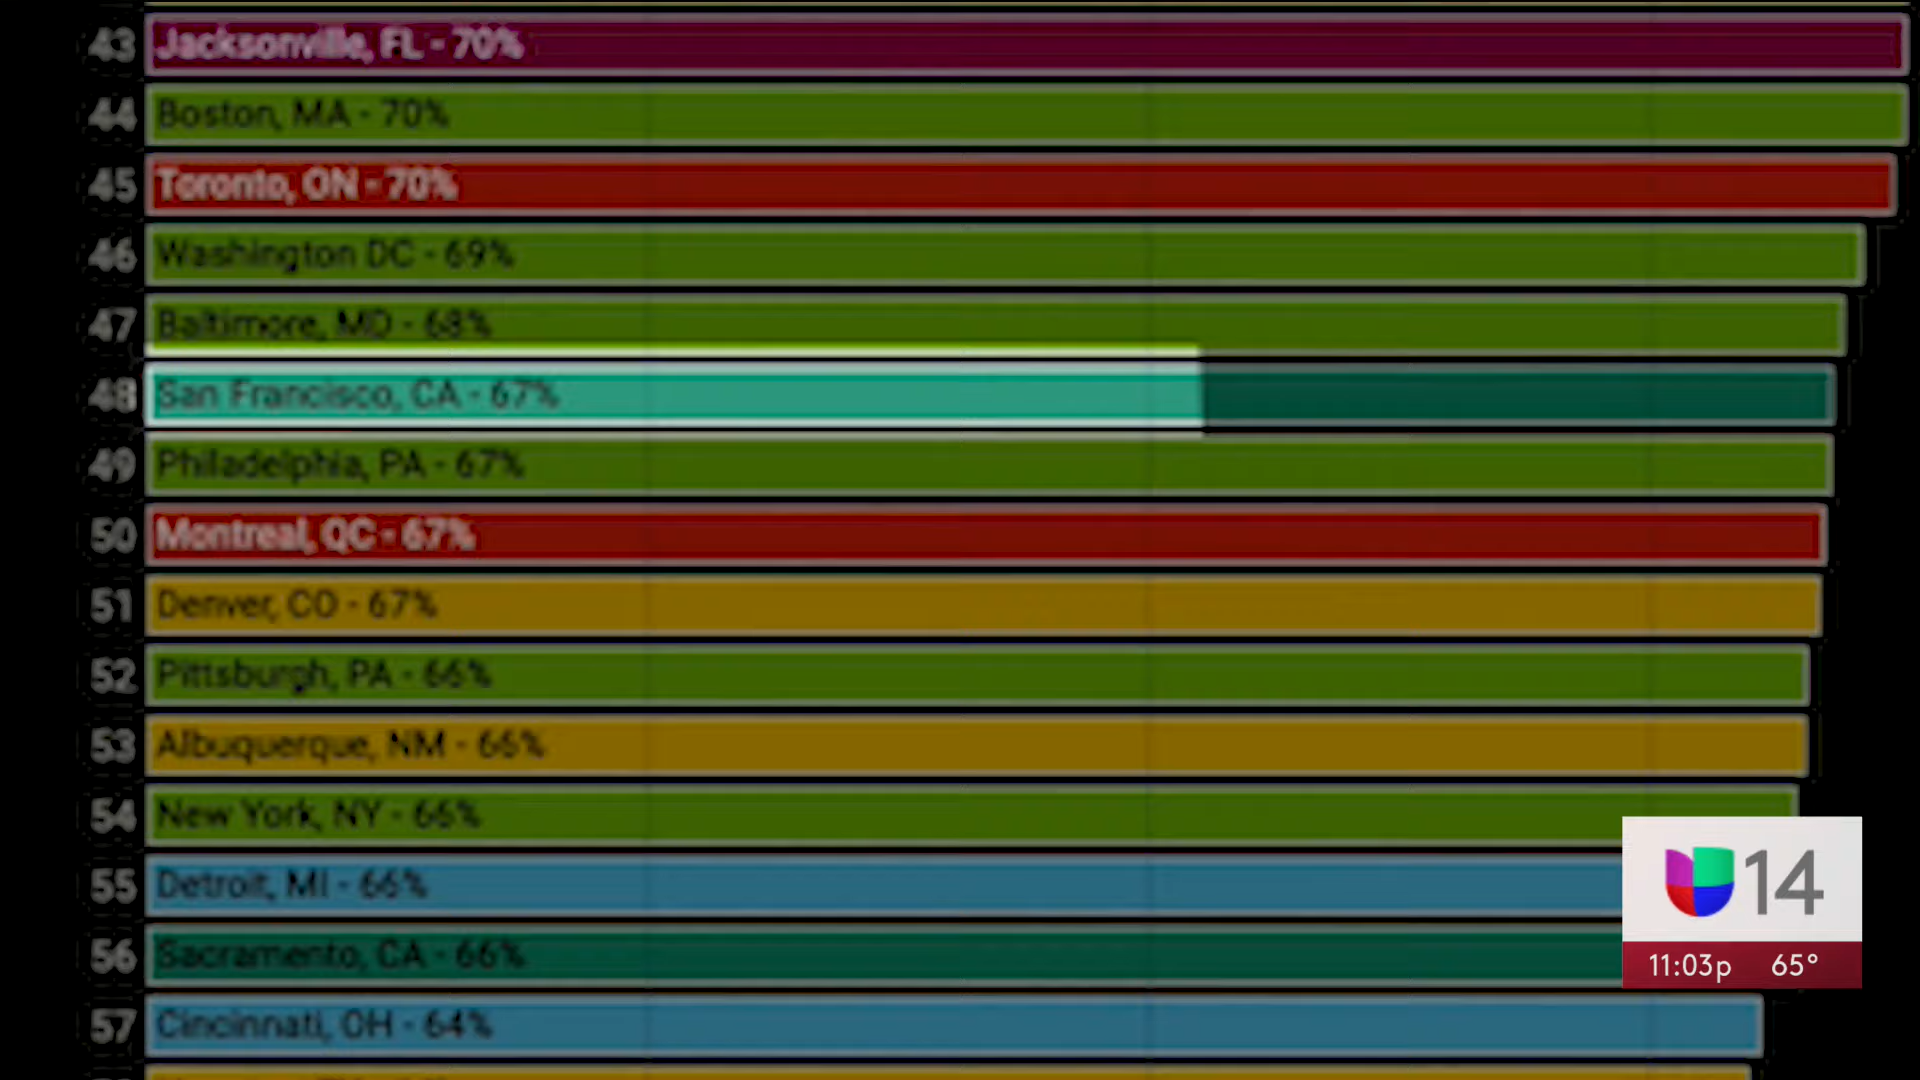 43 Jacksonville, FL - 70%
44 Boston, MA - 70%
45 Toronto, ON - 70%
46 Washington DC - 69%
47 Baltimore, MD - 68%
48 San Francisco, CA - 67%
49 Philadelphia, PA - 67%
50 Montreal, QC - 67%
51 Denver, CO - 67%
52 Pittsburgh, PA - 66%
53 Albuquerque, NM - 66%
54 New York, NY - 66%
55 Detroit, MI - 66%
56 Sacramento, CA - 66%
57 Cincinnati, OH - 64%
14
11:03p 65°